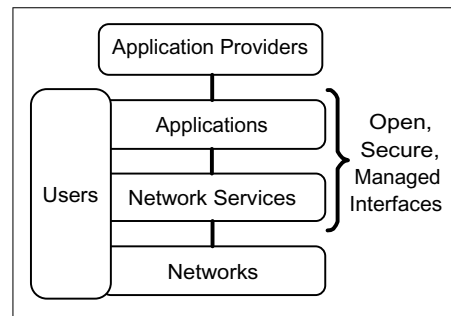 Application Providers
Applications
Users
Network Services
Networks
Open,
Secure,
Managed
Interfaces